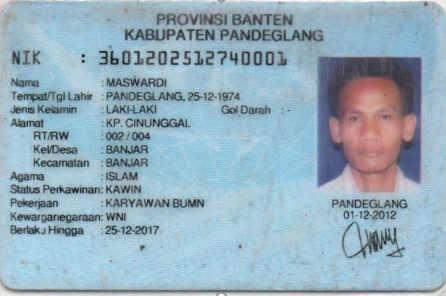 PROVINSI BANTEN
KABUPATEN PANDEGLANG
NIK : 3601202512740001
Nama : MASWARDI
Tempat/Tgl Lahir : PANDEGLANG, 25-12-1974
Jenis Kelamin : LAKI-LAKI Gol Darah : -
Alamat : KP. CINUNGGAL
RT/RW : 002 / 004
Kel/Desa : BANJAR
Kecamatan : BANJAR
Agama : ISLAM
Status Perkawinan: KAWIN
Pekerjaan : KARYAWAN BUMN
Kewarganegaraan: WNI
Berlaku Hingga : 25-12-2017
PANDEGLANG
01-12-2012